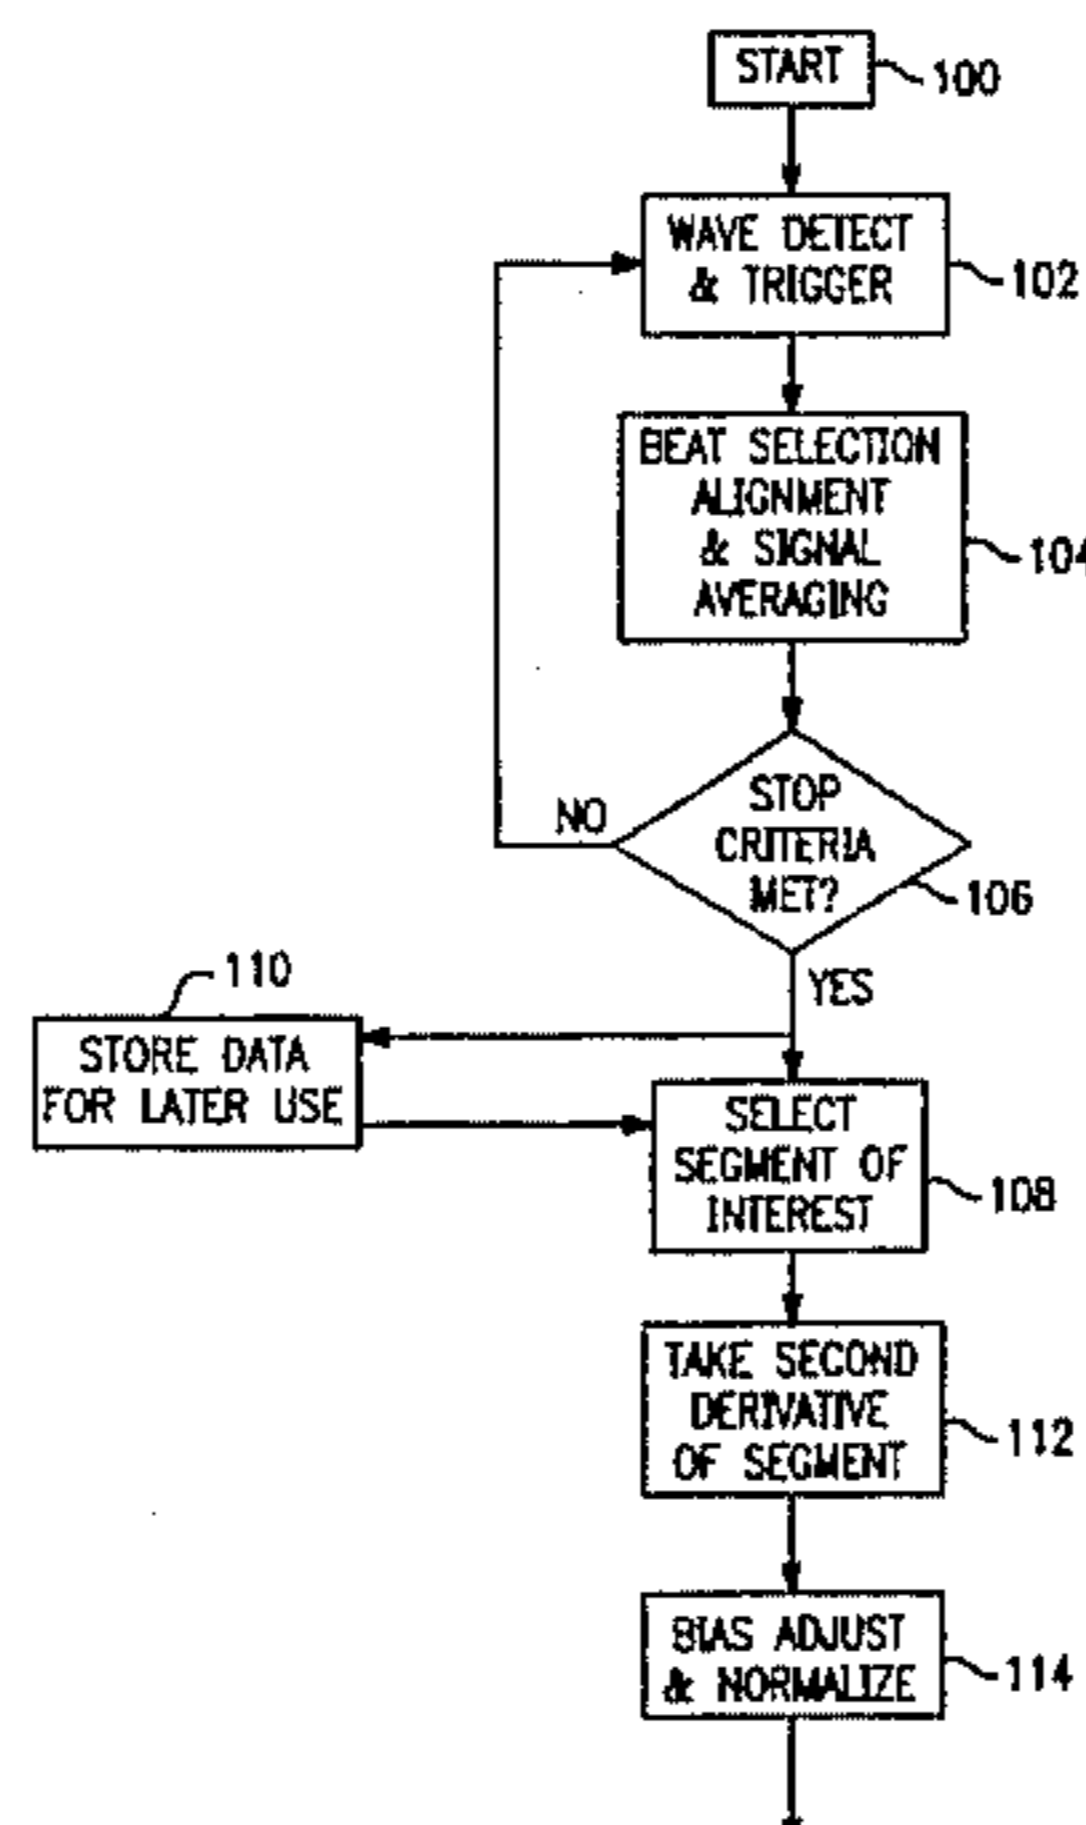 START
100
WAVE DETECT
& TRIGGER
102
BEAT SELECTION
ALIGNMENT
& SIGNAL
AVERAGING
104
STOP
CRITERIA
MET?
106
NO
YES
110
STORE DATA
FOR LATER USE
SELECT
SEGMENT OF
INTEREST
108
TAKE SECOND
DERIVATIVE
OF SEGMENT
112
BIAS ADJUST
& NORMALIZE
114